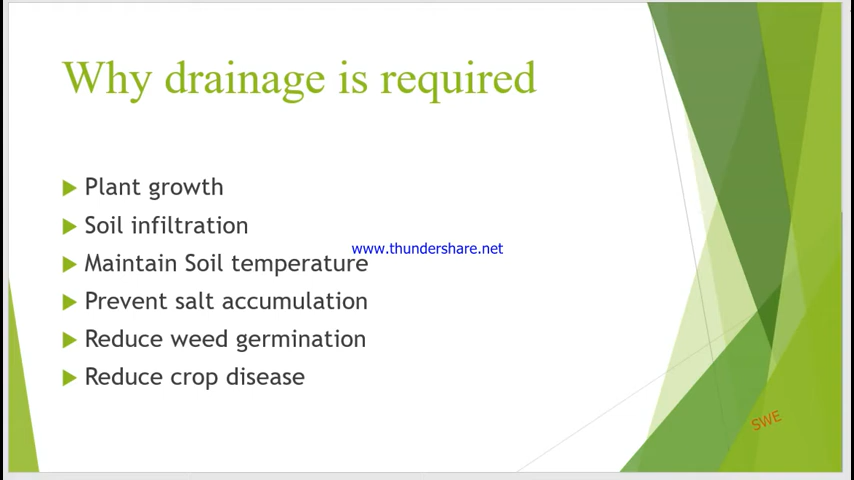 Why drainage is required
Plant growth
Soil infiltration
www.thundershare.net
Maintain Soil temperature
Prevent salt accumulation
Reduce weed germination
Reduce crop disease
SWE